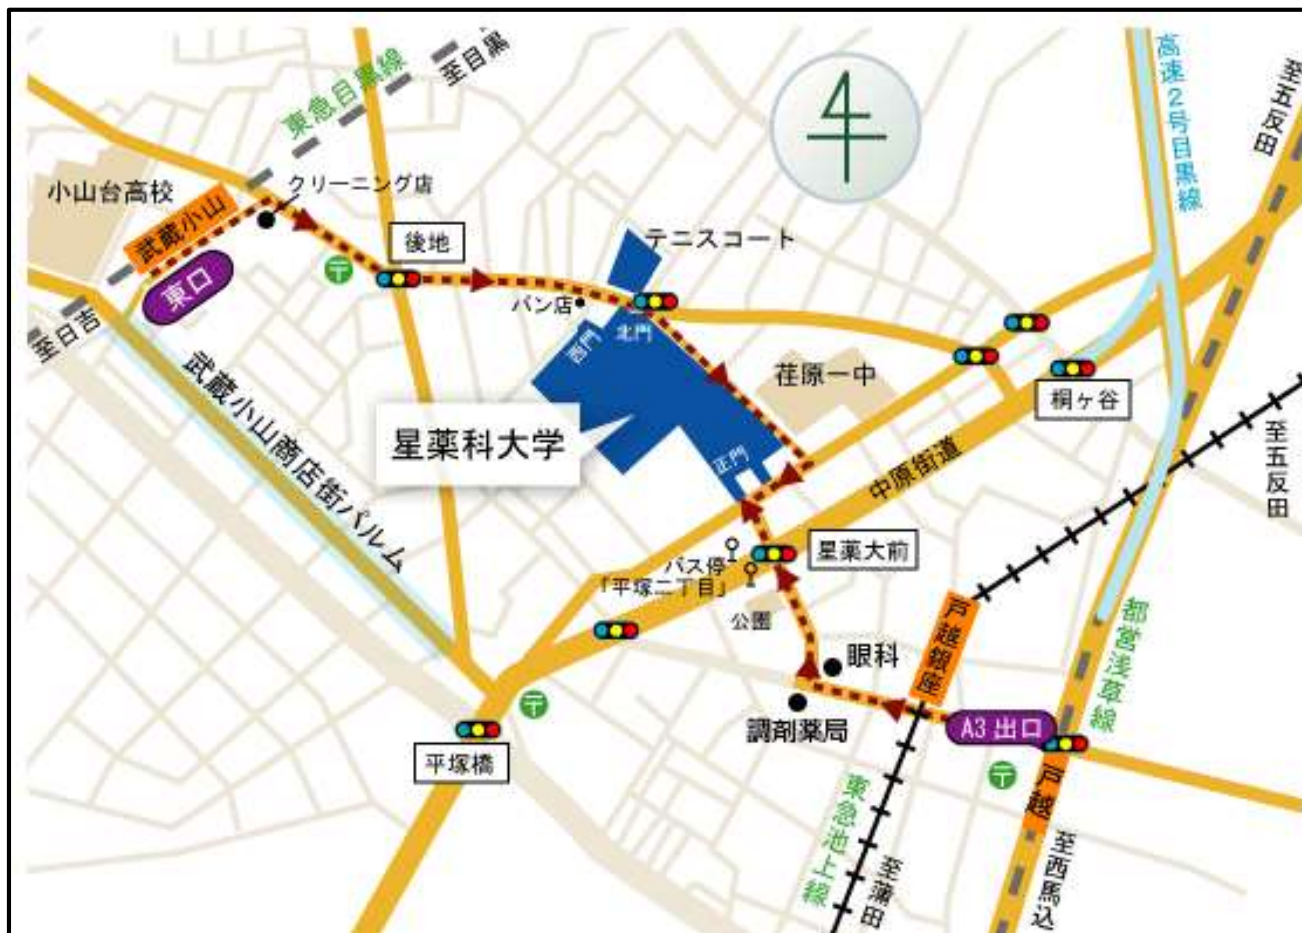 至目黒
東急目黒線
高速2号目黒線
至五反田
小山台高校
クリーニング店
武蔵小山
後地
テニスコート
東口
パン店
北門
西門
至日吉
荏原一中
桐ヶ谷
武蔵小山商店街パルム
星薬科大学
正門
中原街道
至五反田
星薬大前
バス停
「平塚二丁目」
公園
戸越銀座
都営浅草線
眼科
A3 出口
調剤薬局
平塚橋
戸越
東急池上線
至蒲田
至西馬込